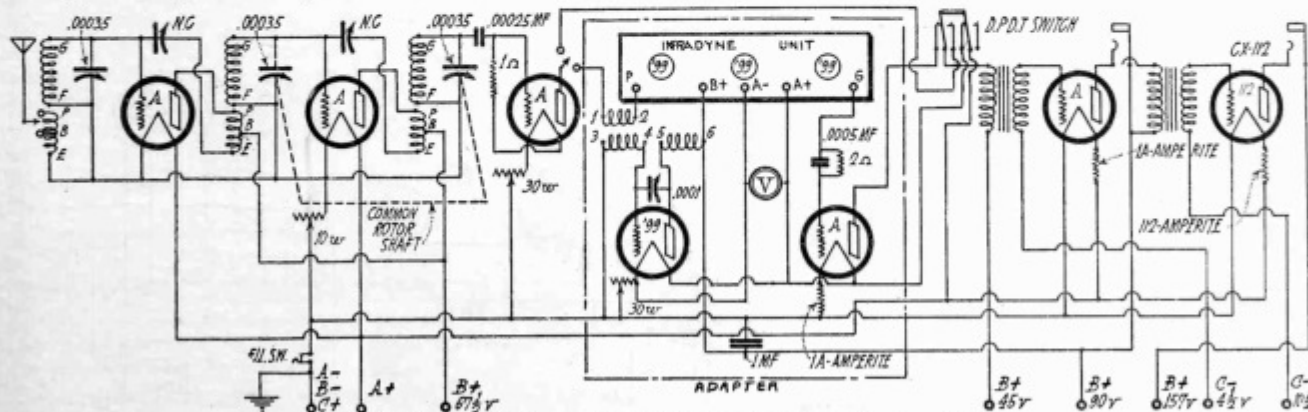 .00035
N.C
.00035
N.C
.00035
.00025 MF
G
F
P
B
E
A
G
F
P
B
E
A
G
F
P
B
E
1Ω
A
10 w
COMMON
ROTOR
SHAFT
30 w
INFRADYNE UNIT
'99
'99
'99
P
B+
A-
A+
G
1
2
3
4
5
6
.0001
.0005 MF
2Ω
V
'99
A
30 w
1 MF
1A-AMPERITE
ADAPTER
D.P.D.T SWITCH
A
1A-AMPERITE
CX-112
112
112-AMPERITE
FIL.SW.
A-
B-
C+
A+
B+
67½ V
B+
45 V
B+
90 V
B+
157 V
C-
4½ V
C-